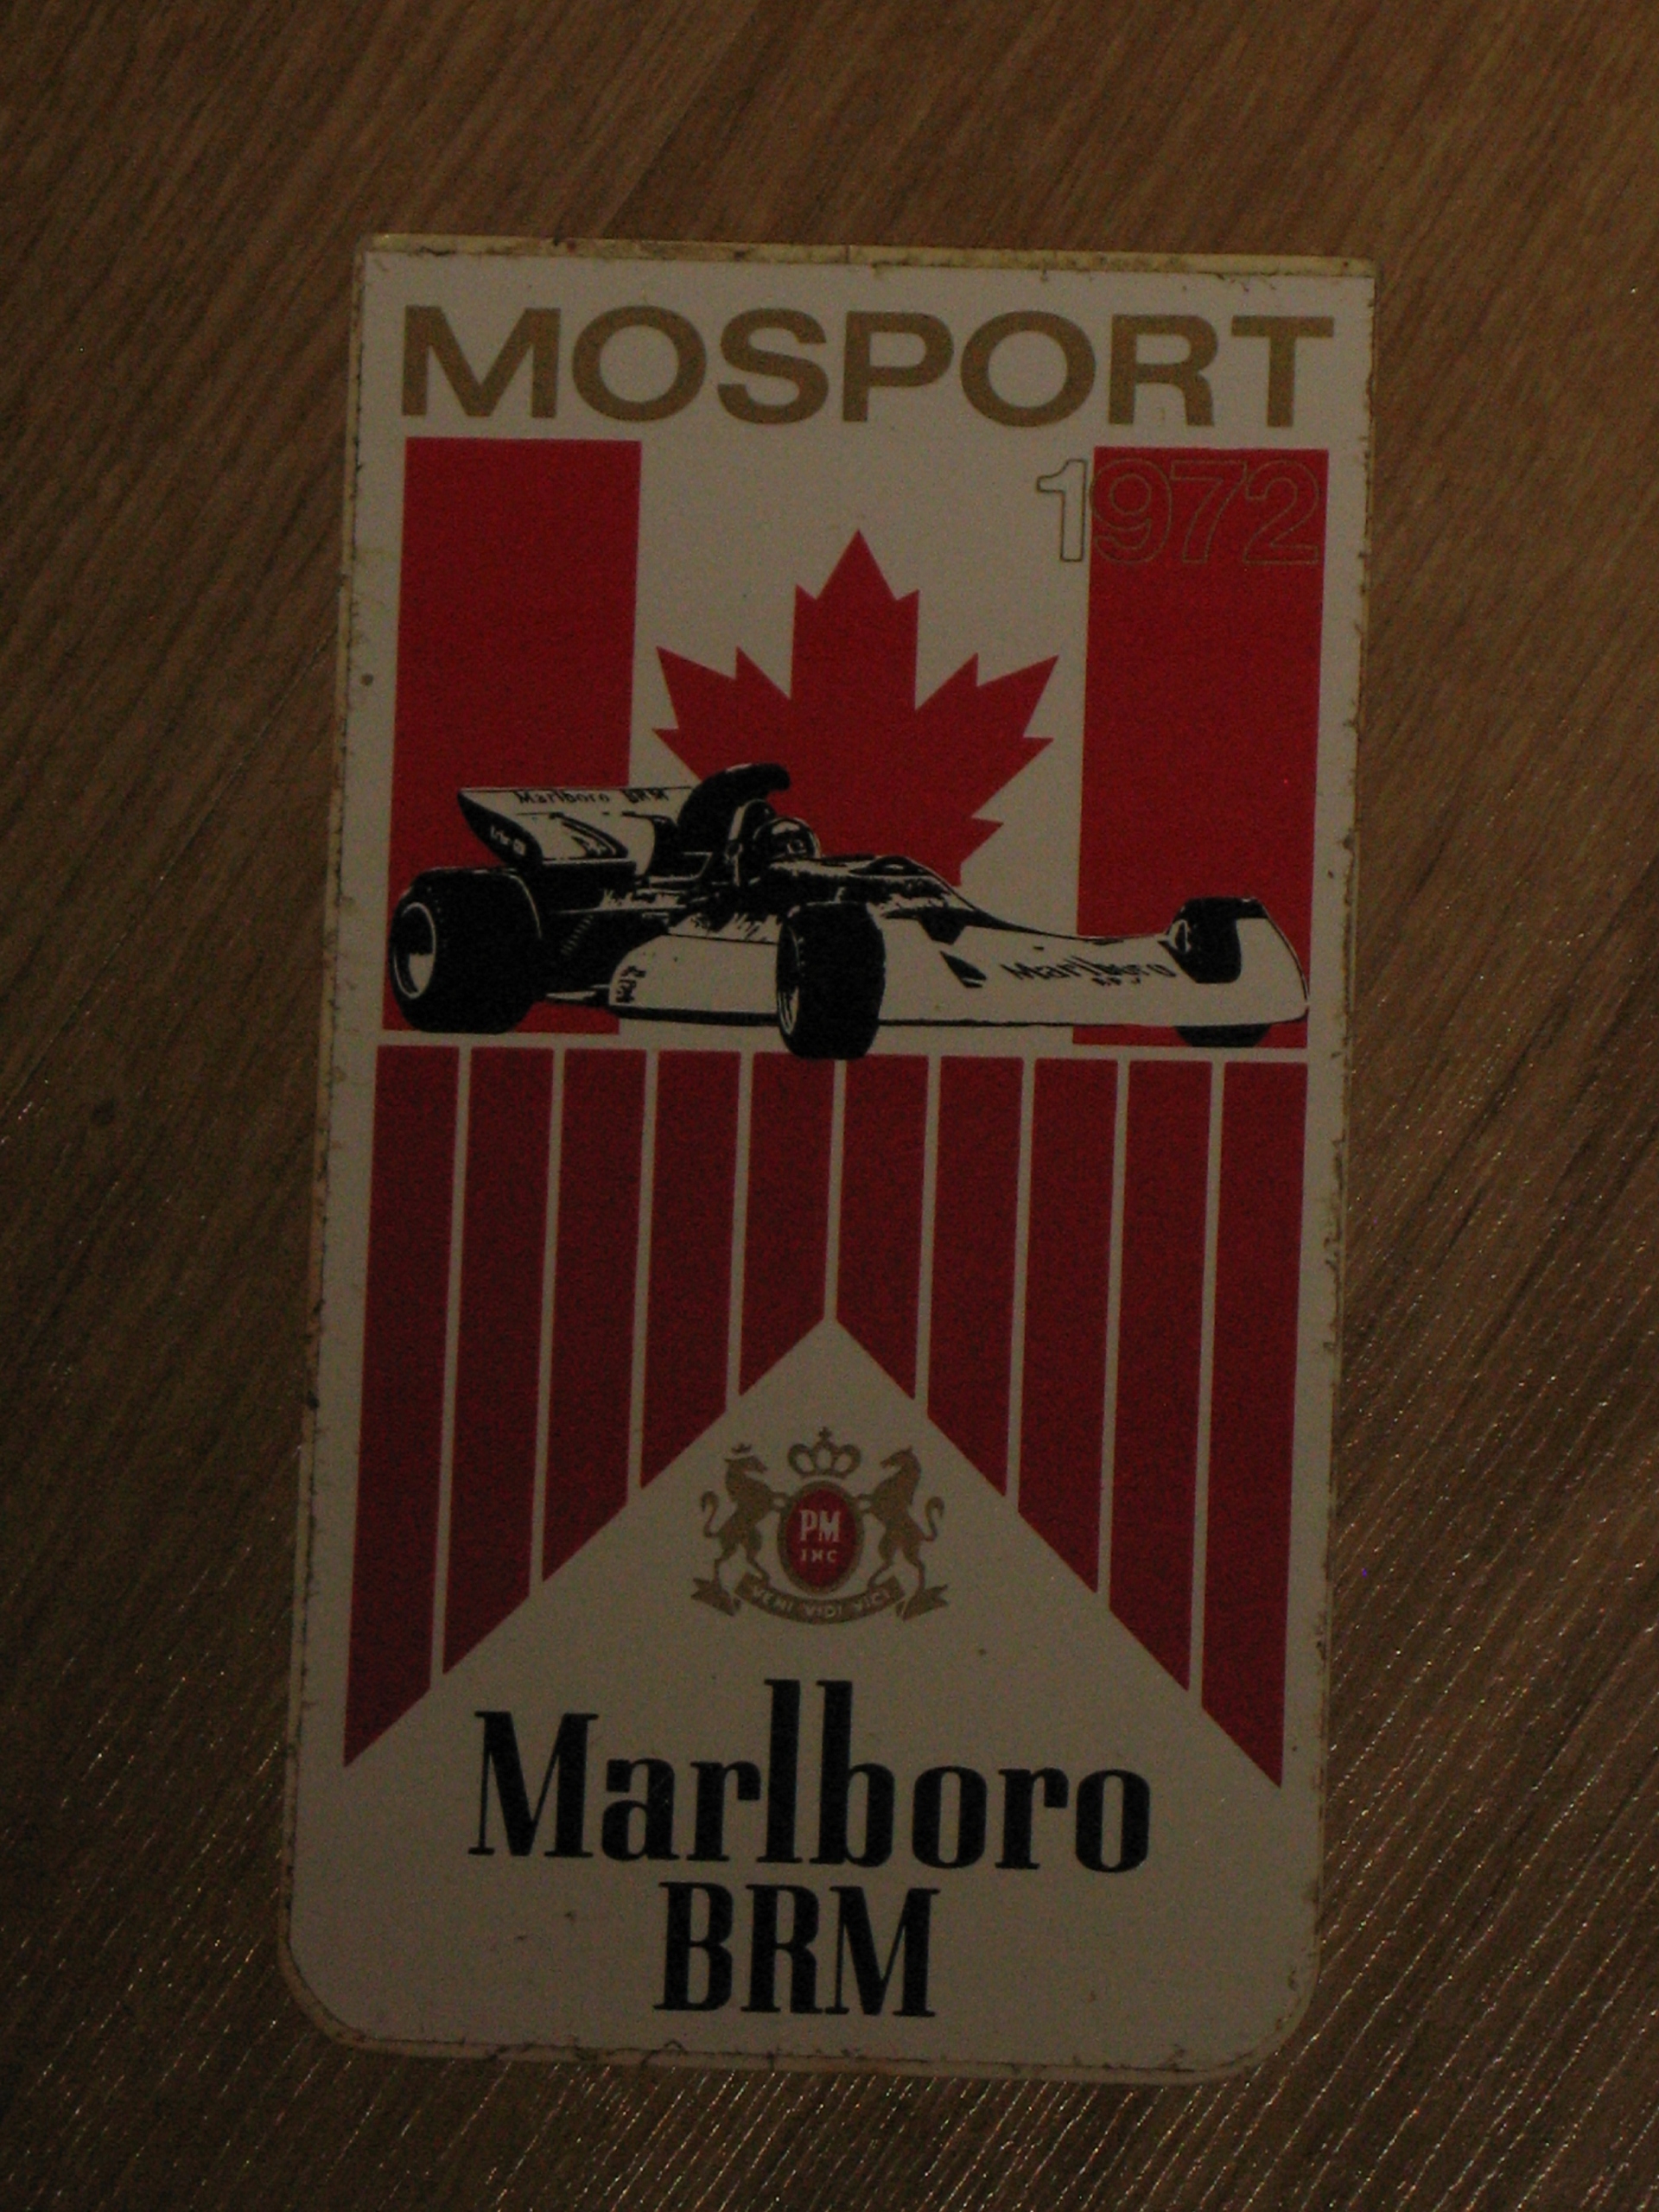 MOSPORT
1972
Marlboro BRM
Marlboro
PM
INC
VENI·VIDI·VICI
Marlboro
BRM